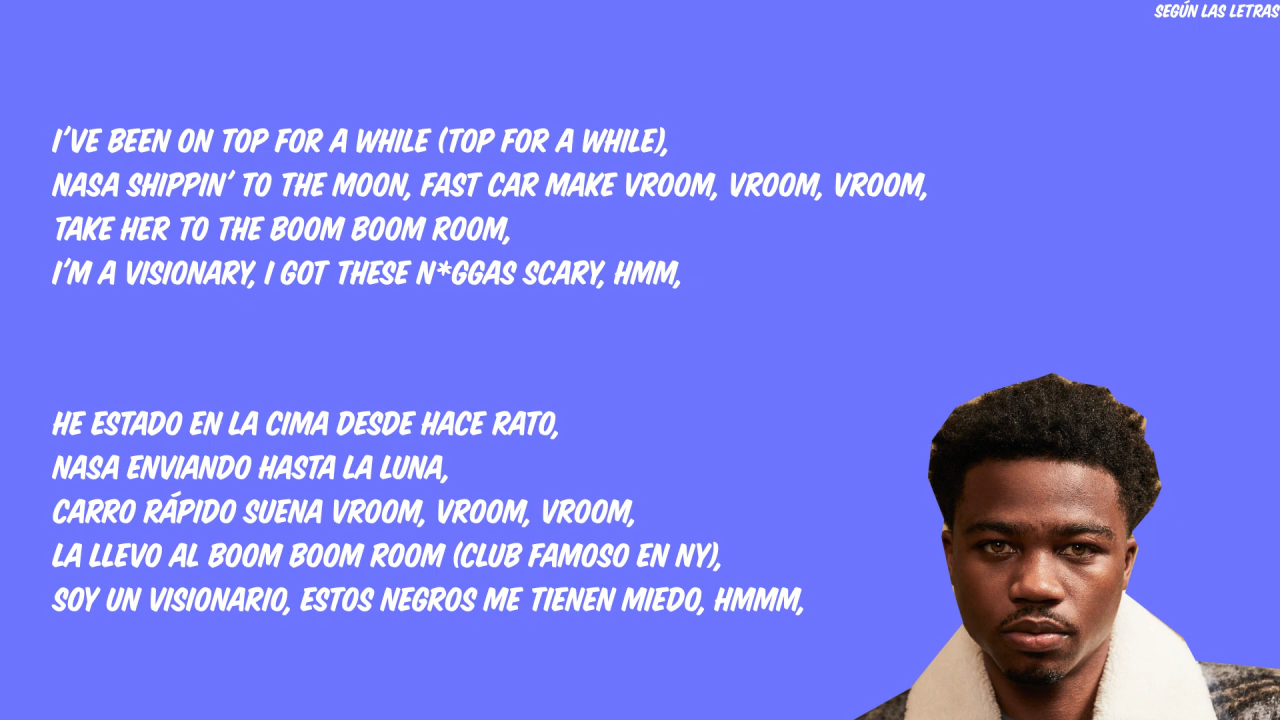 SEGÚN LAS LETRAS
I'VE BEEN ON TOP FOR A WHILE (TOP FOR A WHILE),
NASA SHIPPIN' TO THE MOON, FAST CAR MAKE VROOM, VROOM, VROOM,
TAKE HER TO THE BOOM BOOM ROOM,
I'M A VISIONARY, I GOT THESE N*GGAS SCARY, HMM,
HE ESTADO EN LA CIMA DESDE HACE RATO,
NASA ENVIANDO HASTA LA LUNA,
CARRO RÁPIDO SUENA VROOM, VROOM, VROOM,
LA LLEVO AL BOOM BOOM ROOM (CLUB FAMOSO EN NY),
SOY UN VISIONARIO, ESTOS NEGROS ME TIENEN MIEDO, HMMM,